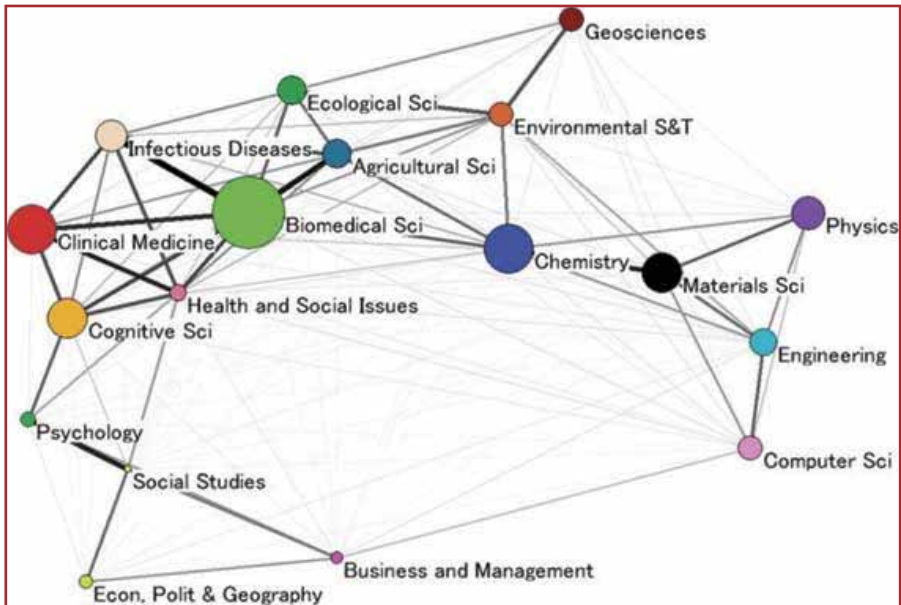 Geosciences
Ecological Sci
Environmental S&T
Infectious Diseases
Agricultural Sci
Biomedical Sci
Physics
Clinical Medicine
Chemistry
Materials Sci
Health and Social Issues
Cognitive Sci
Engineering
Psychology
Computer Sci
Social Studies
Business and Management
Econ, Polit & Geography